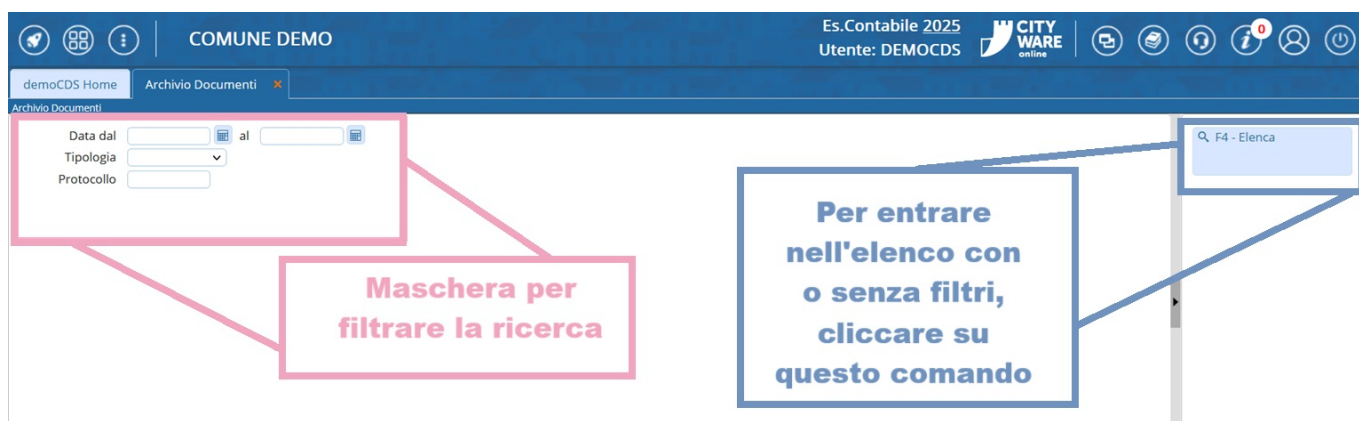 COMUNE DEMO
Es.Contabile 2025
Utente: DEMOCDS
CITY
WARE
online
0
demoCDS Home
Archivio Documenti ×
Archivio Documenti
Data dal al
Tipologia
Protocollo
F4 - Elenca
Maschera per
filtrare la ricerca
Per entrare
nell'elenco con
o senza filtri,
cliccare su
questo comando